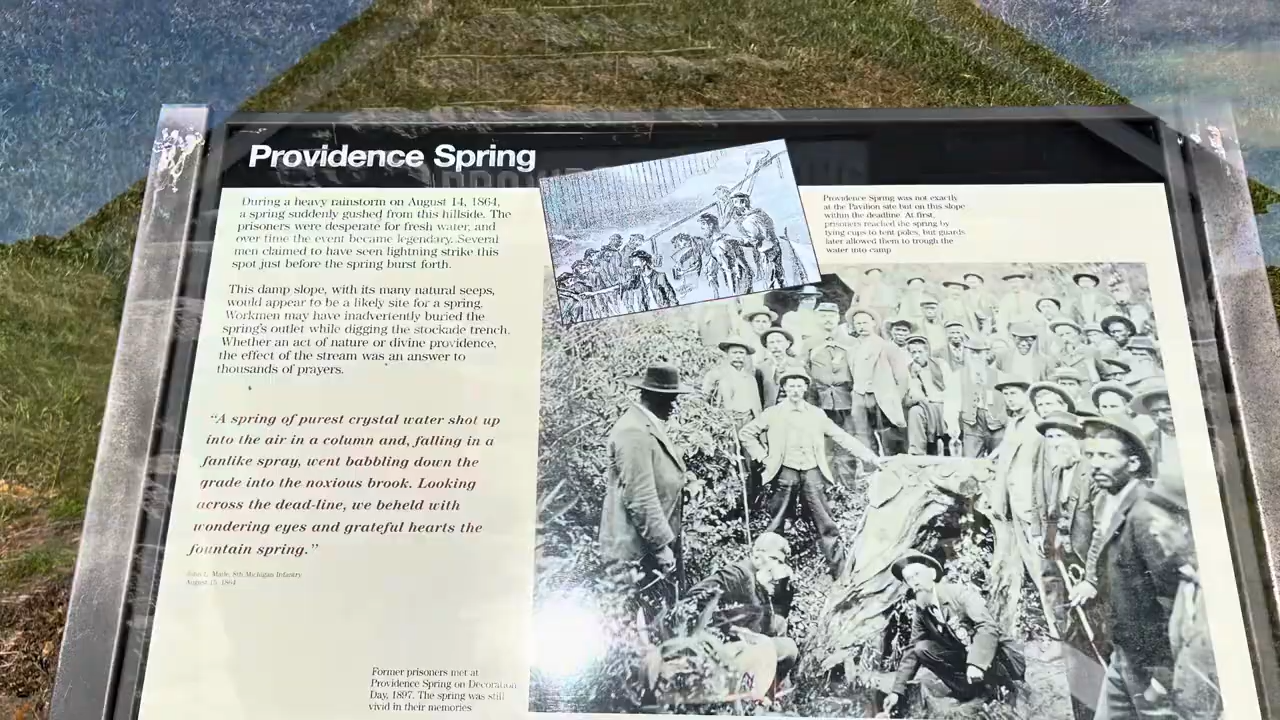 Providence Spring
During a heavy rainstorm on August 14, 1864,
a spring suddenly gushed from this hillside. The
prisoners were desperate for fresh water, and
over time the event became legendary. Several
men claimed to have seen lightning strike this
spot just before the spring burst forth.
This damp slope, with its many natural seeps,
would appear to be a likely site for a spring.
Workmen may have inadvertently buried the
spring's outlet while digging the stockade trench.
Whether an act of nature or divine providence,
the effect of the stream was an answer to
thousands of prayers.
"A spring of purest crystal water shot up
into the air in a column and, falling in a
fanlike spray, went babbling down the
grade into the noxious brook. Looking
across the dead-line, we beheld with
wondering eyes and grateful hearts the
fountain spring."
John L. Maile, 8th Michigan Infantry
August 15, 1864
Providence Spring was not exactly
at the Pavilion site but on this slope
within the deadline. At first,
prisoners reached the spring by
tying cups to tent poles, but guards
later allowed them to trough the
water into camp
Former prisoners met at
Providence Spring on Decoration
Day, 1897. The spring was still
vivid in their memories